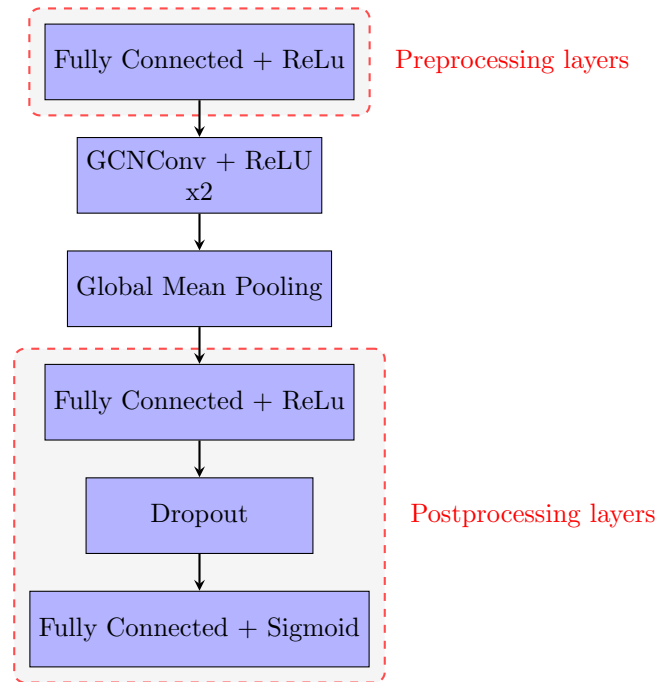 Fully Connected + ReLu
Preprocessing layers
GCNConv + ReLU
x2
Global Mean Pooling
Fully Connected + ReLu
Dropout
Postprocessing layers
Fully Connected + Sigmoid